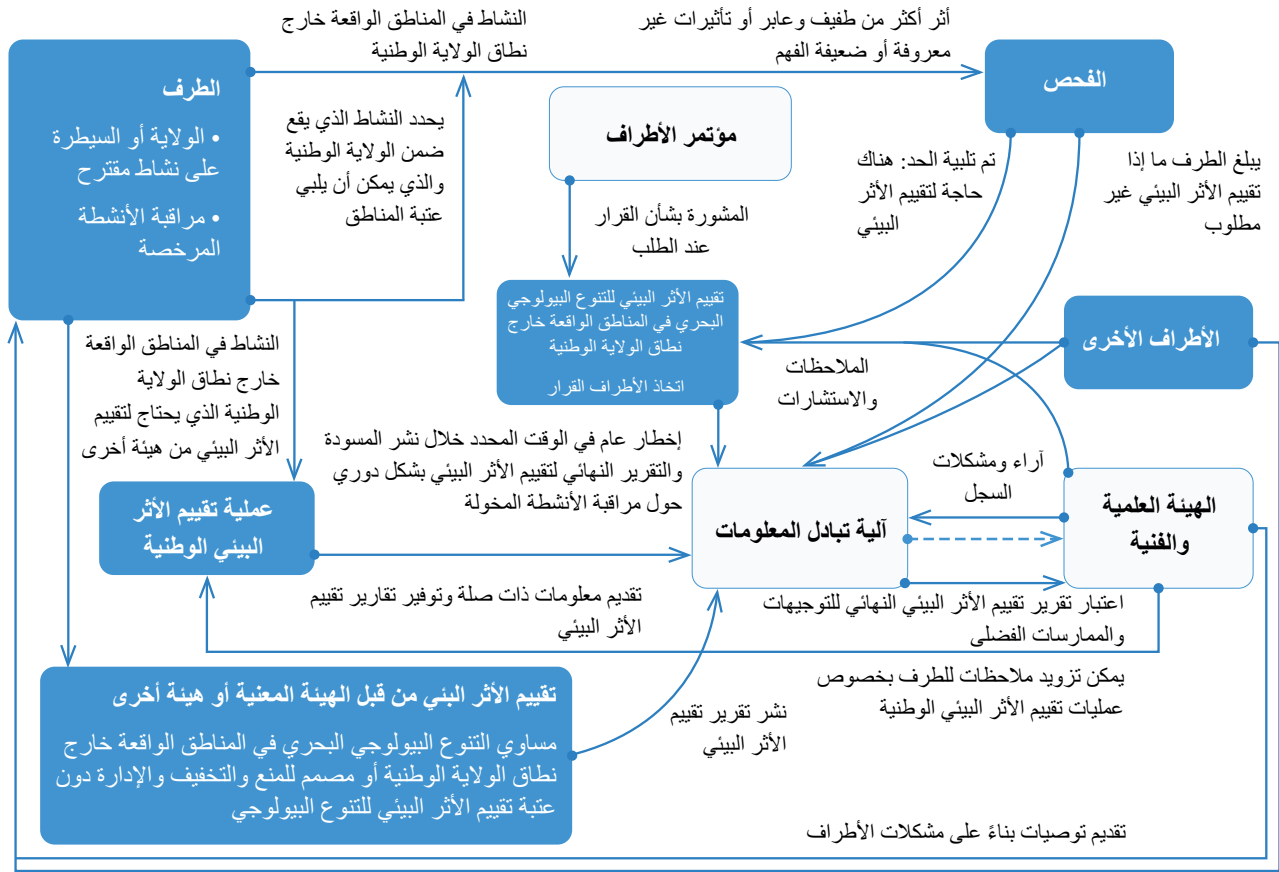 النشاط في المناطق الواقعة خارج
نطاق الولاية الوطنية
أثر أكثر من طفيف وعابر أو تأثيرات غير
معروفة أو ضعيفة الفهم
الطرف
• الولاية أو السيطرة
على نشاط مقترح
• مراقبة الأنشطة
المرخصة
الفحص
يحدد النشاط الذي يقع
ضمن الولاية الوطنية
والذي يمكن أن يلبي
عتبة المناطق
مؤتمر الأطراف
تم تلبية الحد: هناك
حاجة لتقييم الأثر
البيئي
يبلغ الطرف ما إذا
تقييم الأثر البيئي غير
مطلوب
المشورة بشأن القرار
عند الطلب
تقييم الأثر البيئي للتنوع البيولوجي
البحري في المناطق الواقعة خارج
نطاق الولاية الوطنية
اتخاذ الأطراف القرار
الأطراف الأخرى
الملاحظات
والاستشارات
النشاط في المناطق الواقعة
خارج نطاق الولاية
الوطنية الذي يحتاج لتقييم
الأثر البيئي من هيئة أخرى
إخطار عام في الوقت المحدد خلال نشر المسودة
والتقرير النهائي لتقييم الأثر البيئي بشكل دوري
حول مراقبة الأنشطة المخولة
آراء ومشكلات
السجل
عملية تقييم الأثر
البيئي الوطنية
آلية تبادل المعلومات
الهيئة العلمية
والفنية
تقديم معلومات ذات صلة وتوفير تقارير تقييم
الأثر البيئي
اعتبار تقرير تقييم الأثر البيئي النهائي للتوجيهات
والممارسات الفضلى
يمكن تزويد ملاحظات للطرف بخصوص
عمليات تقييم الأثر البيئي الوطنية
تقييم الأثر البئي من قبل الهيئة المعنية أو هيئة أخرى
مساوي التنوع البيولوجي البحري في المناطق الواقعة خارج
نطاق الولاية الوطنية أو مصمم للمنع والتخفيف والإدارة دون
عتبة تقييم الأثر البيئي للتنوع البيولوجي
نشر تقرير تقييم
الأثر البيئي
تقديم توصيات بناءً على مشكلات الأطراف